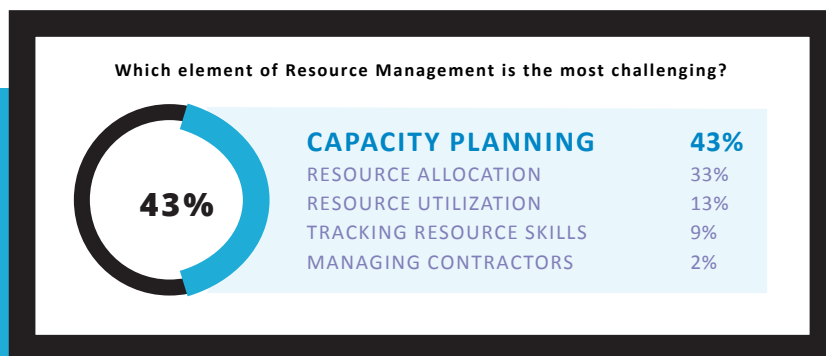 Which element of Resource Management is the most challenging?
43%
CAPACITY PLANNING 43%
RESOURCE ALLOCATION 33%
RESOURCE UTILIZATION 13%
TRACKING RESOURCE SKILLS 9%
MANAGING CONTRACTORS 2%